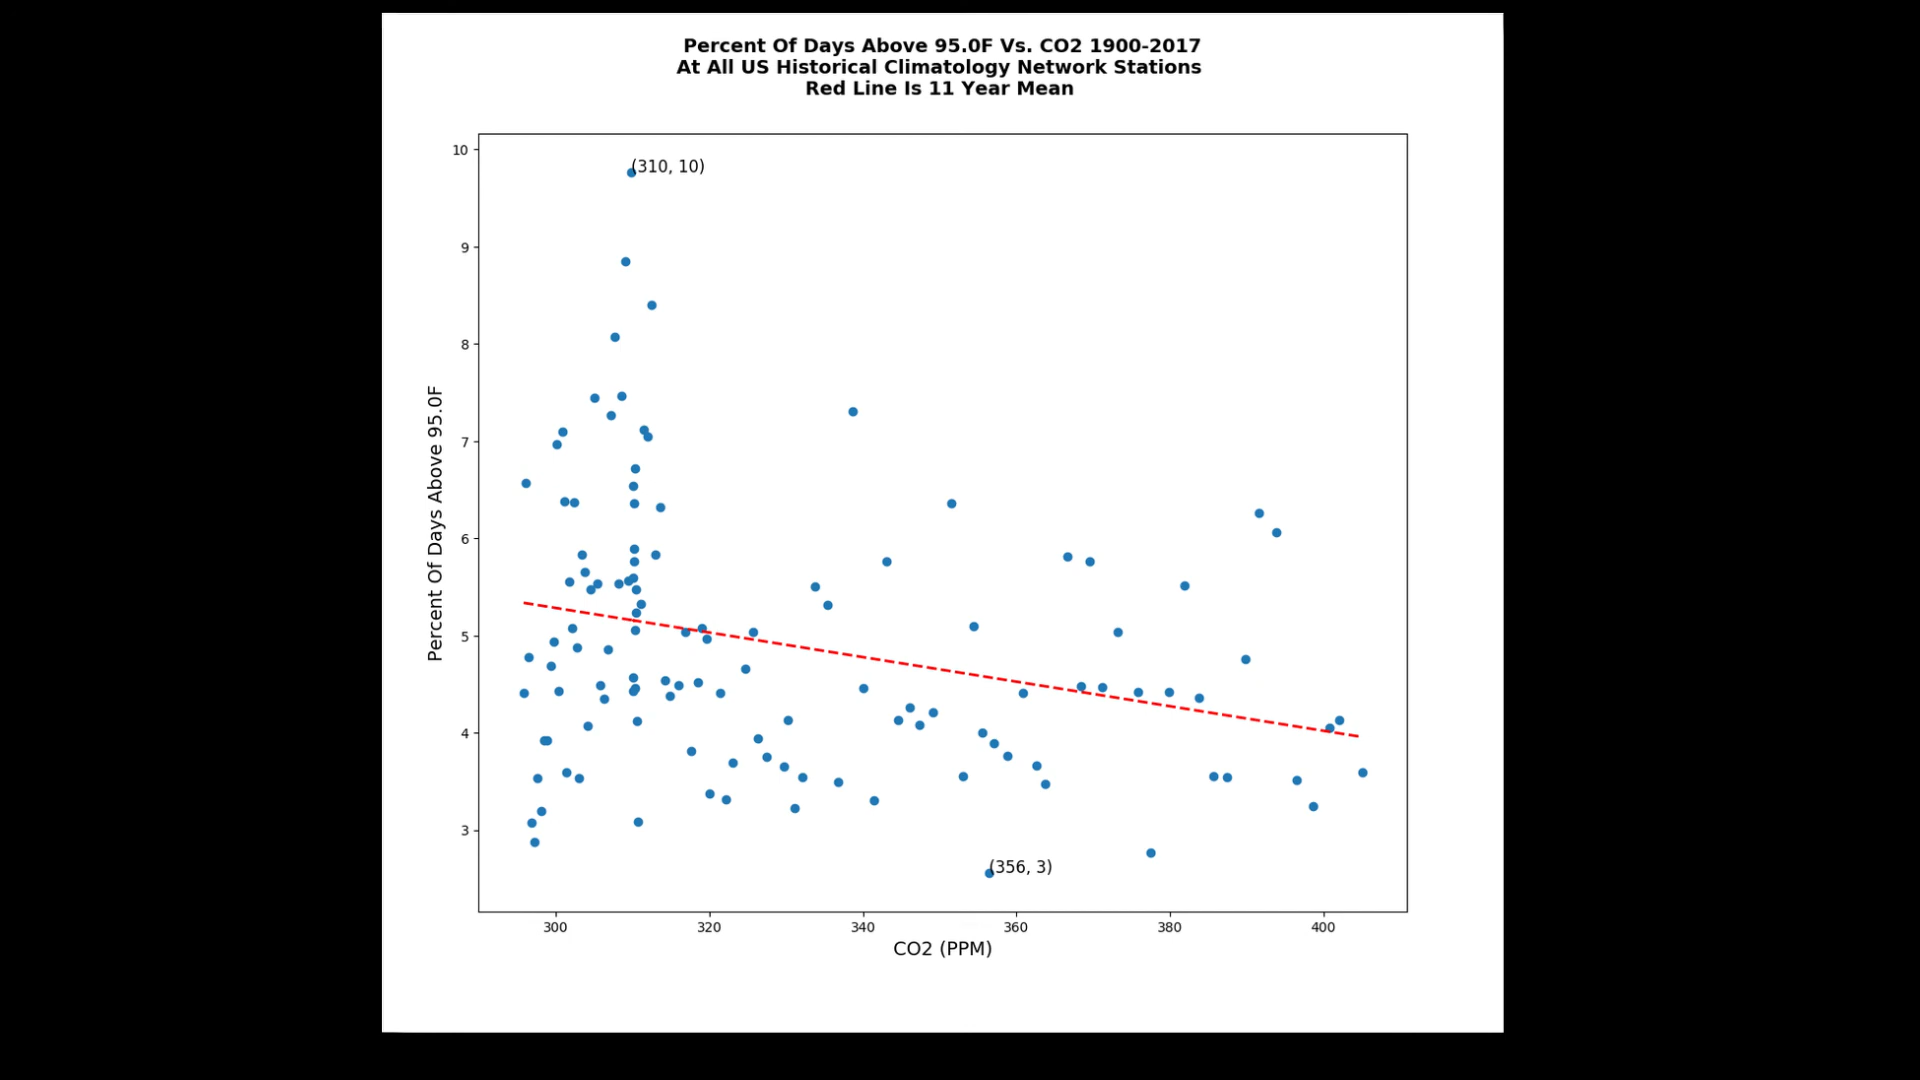 Percent Of Days Above 95.0F Vs. CO2 1900-2017
At All US Historical Climatology Network Stations
Red Line Is 11 Year Mean
10
(310, 10)
9
8
7
6
5
4
3
(356, 3)
Percent Of Days Above 95.0F
300 320 340 360 380 400
CO2 (PPM)